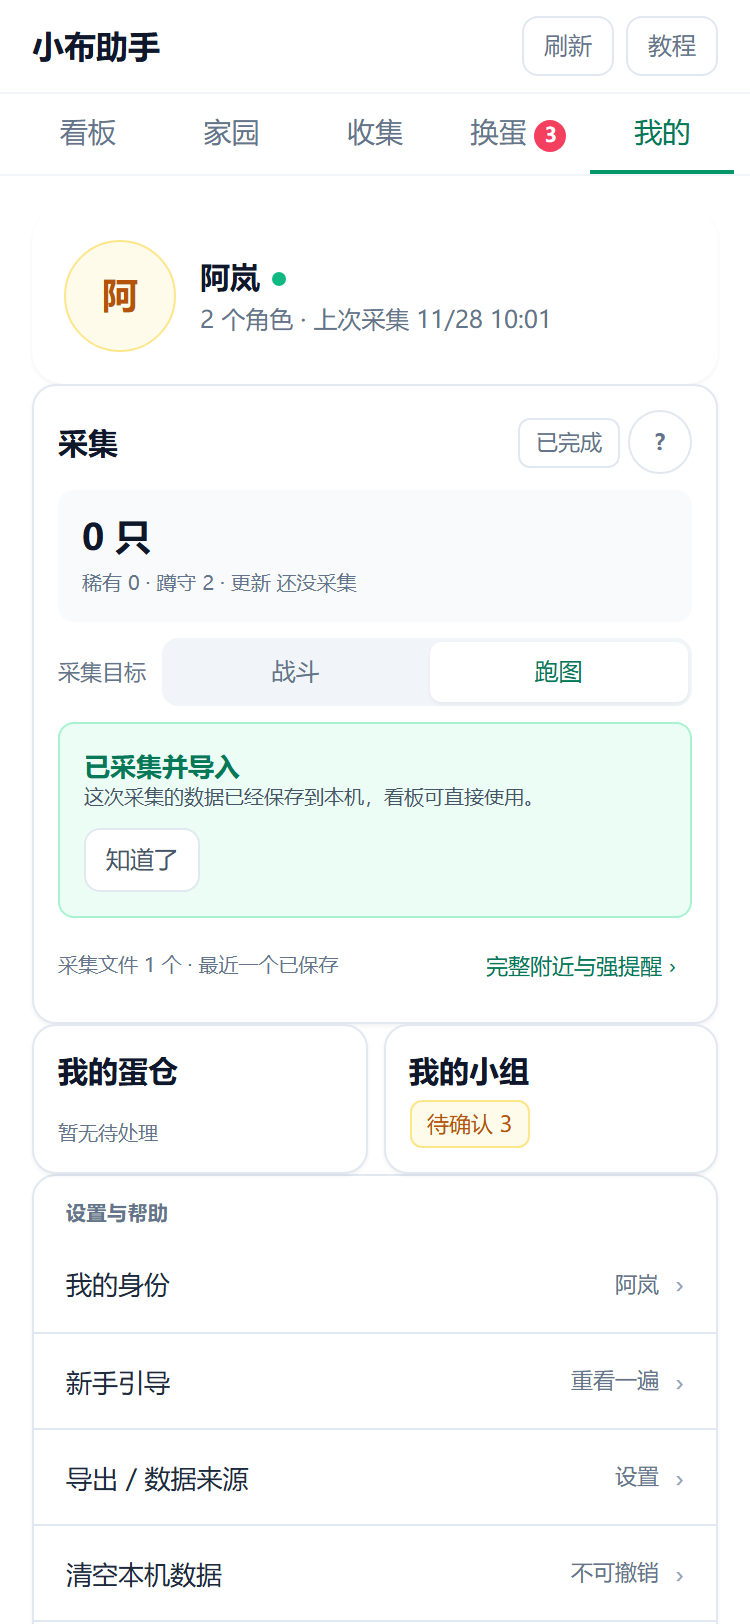 小布助手
刷新
教程
看板
家园
收集
换蛋 3
我的
阿
阿岚
2 个角色 · 上次采集 11/28 10:01
采集
已完成
?
0 只
稀有 0 · 蹲守 2 · 更新 还没采集
采集目标
战斗
跑图
已采集并导入
这次采集的数据已经保存到本机，看板可直接使用。
知道了
采集文件 1 个 · 最近一个已保存
完整附近与强提醒 ›
我的蛋仓
暂无待处理
我的小组
待确认 3
设置与帮助
我的身份
阿岚 ›
新手引导
重看一遍 ›
导出 / 数据来源
设置 ›
清空本机数据
不可撤销 ›